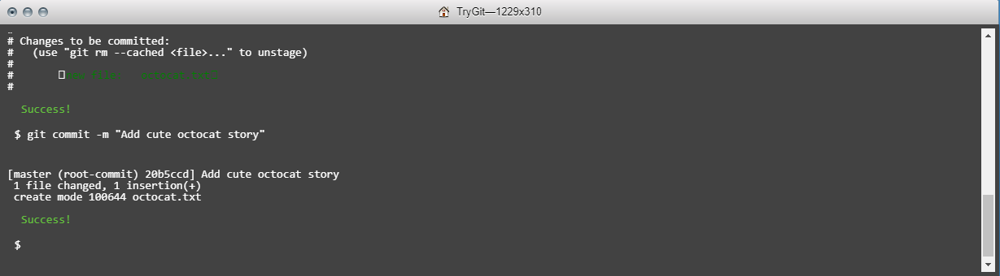 TryGit—1229x310
# Changes to be committed:
#   (use "git rm --cached <file>..." to unstage)
#
#       new file:   octocat.txt
#
Success!
$ git commit -m "Add cute octocat story"
[master (root-commit) 20b5ccd] Add cute octocat story
1 file changed, 1 insertion(+)
create mode 100644 octocat.txt
Success!
$